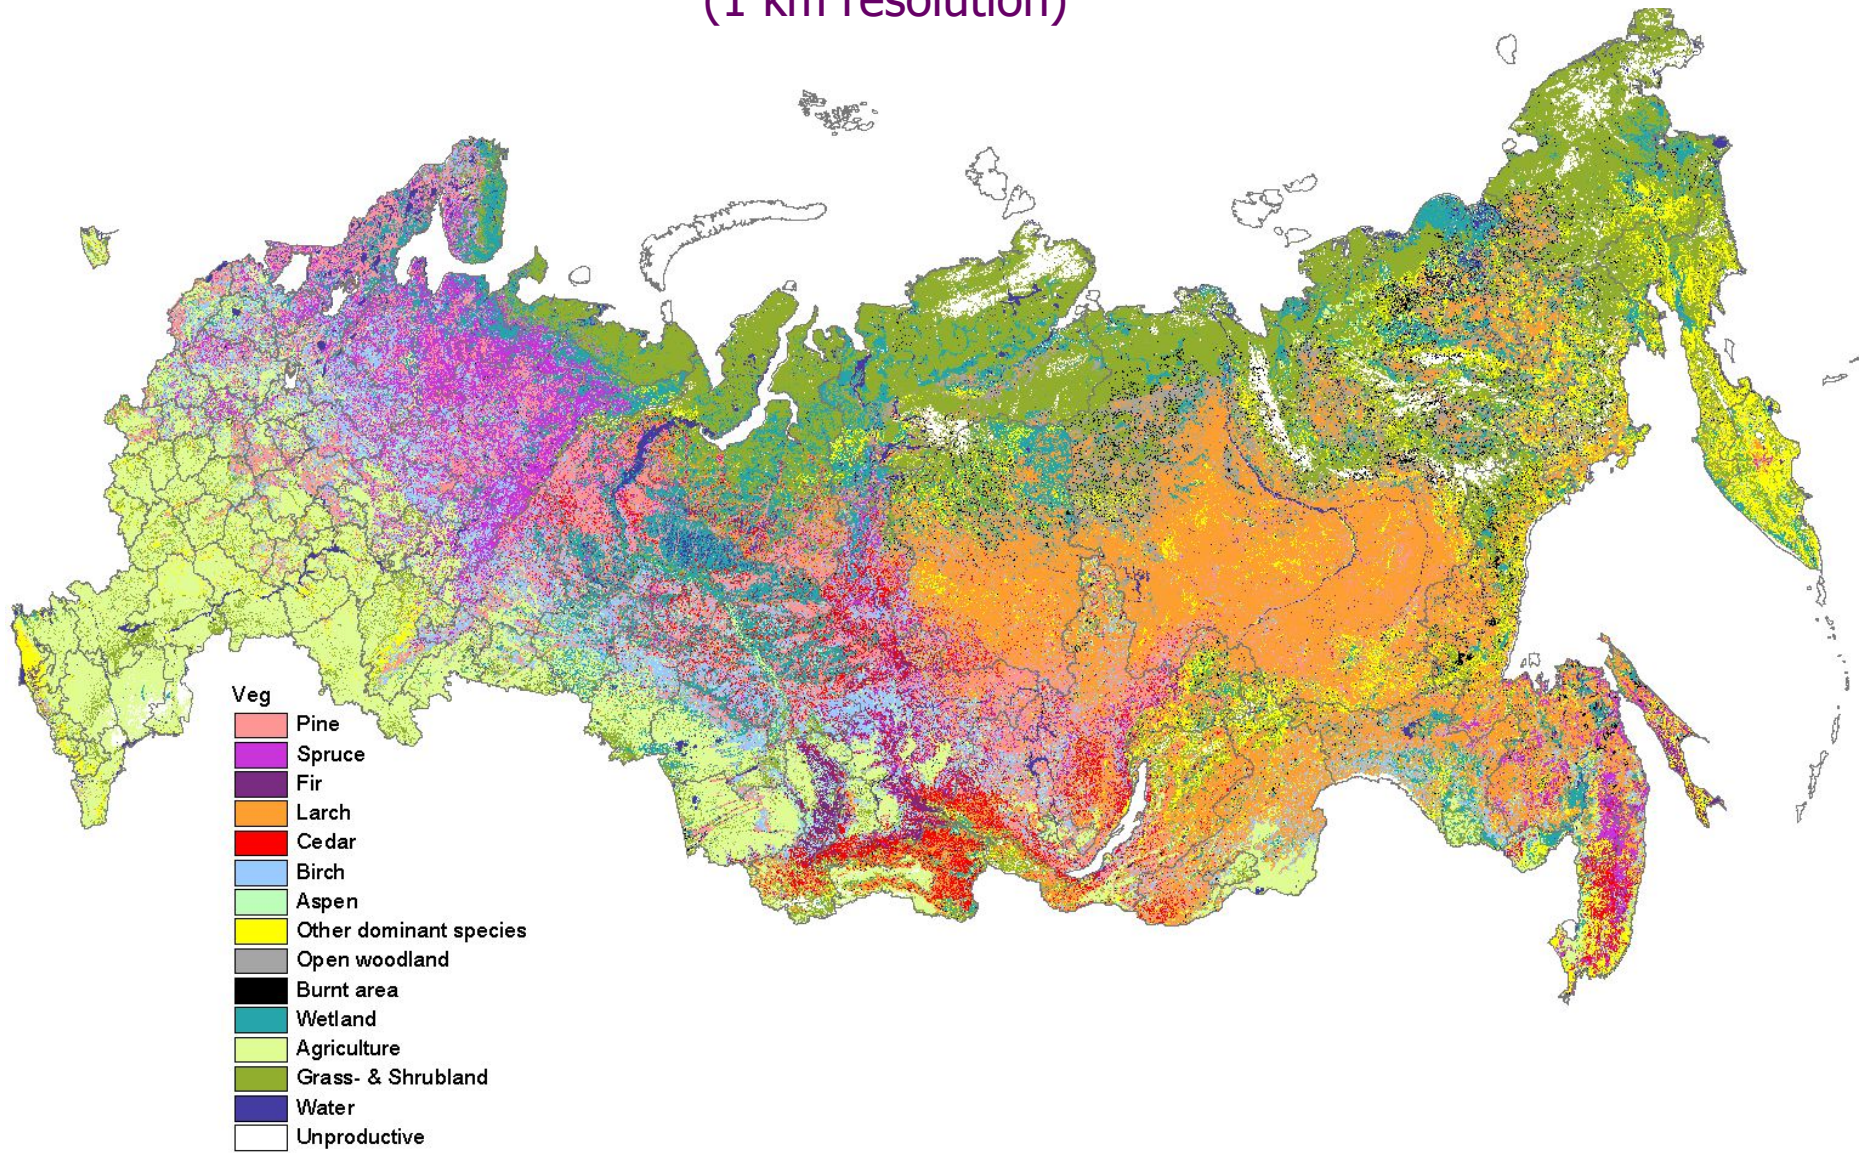 (1 km resolution)
Veg
Pine
Spruce
Fir
Larch
Cedar
Birch
Aspen
Other dominant species
Open woodland
Burnt area
Wetland
Agriculture
Grass- & Shrubland
Water
Unproductive